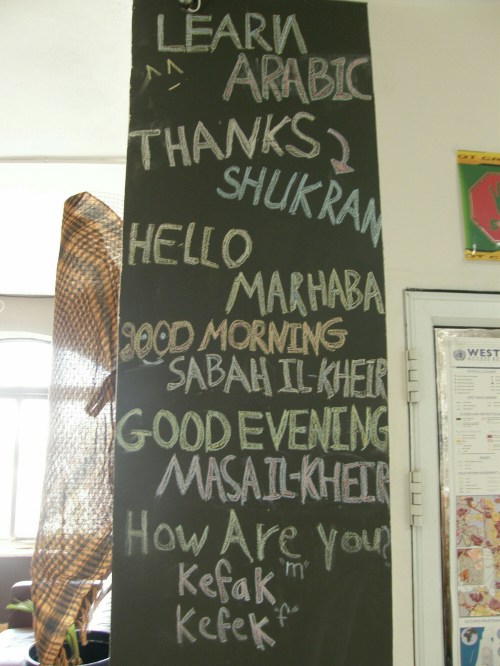 LEARN
ARABIC
THANKS
SHUKRAN
HELLO
MARHABA
gOOD MORNING
SABAH IL-KHEIR
GOOD EVENING
MASA IL-KHEIR
How Are you?
Kefak "m"
Kefek "f"
WEST